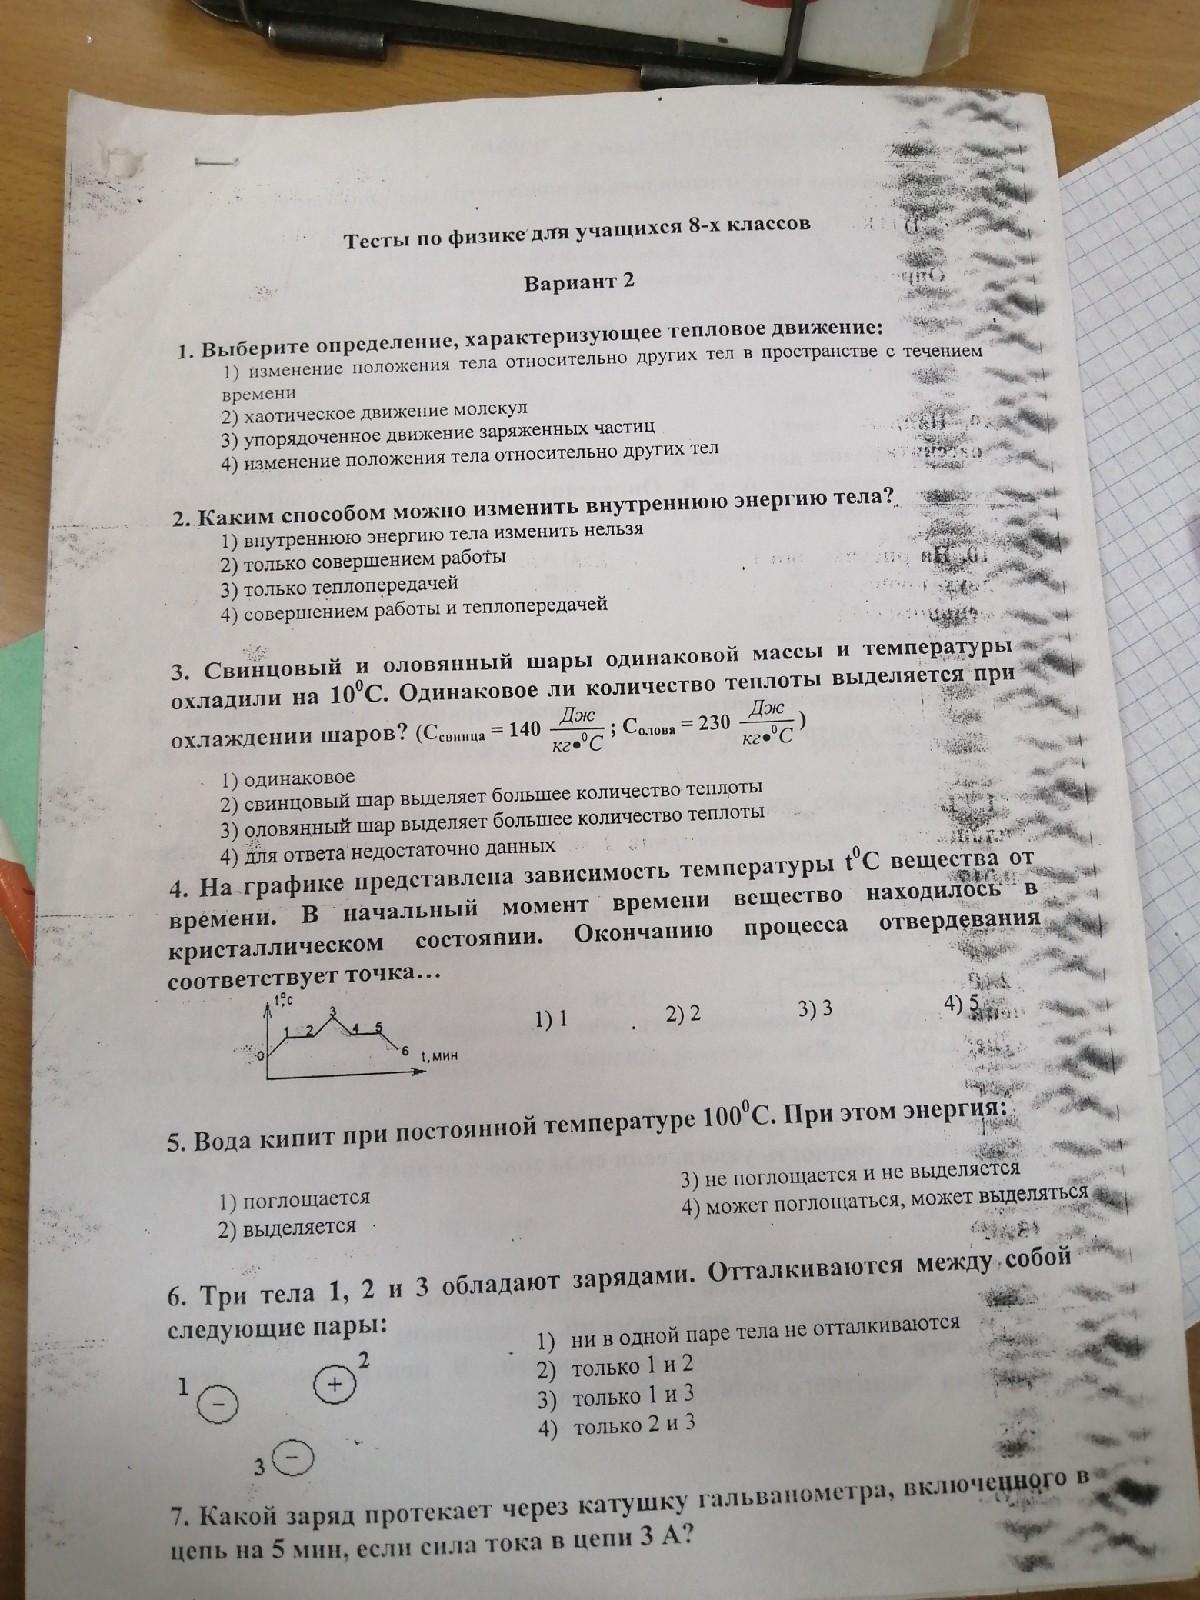 Тесты по физике для учащихся 8-х классов
Вариант 2
1. Выберите определение, характеризующее тепловое движение:
1) изменение положения тела относительно других тел в пространстве с течением
времени
2) хаотическое движение молекул
3) упорядоченное движение заряженных частиц
4) изменение положения тела относительно других тел
2. Каким способом можно изменить внутреннюю энергию тела?
1) внутреннюю энергию тела изменить нельзя
2) только совершением работы
3) только теплопередачей
4) совершением работы и теплопередачей
3. Свинцовый и оловянный шары одинаковой массы и температуры
охладили на 10⁰С. Одинаковое ли количество теплоты выделяется при
охлаждении шаров? (Ссвинца = 140 Дж/кг•⁰С ; Солова = 230 Дж/кг•⁰С )
1) одинаковое
2) свинцовый шар выделяет большее количество теплоты
3) оловянный шар выделяет большее количество теплоты
4) для ответа недостаточно данных
4. На графике представлена зависимость температуры t⁰С вещества от
времени. В начальный момент времени вещество находилось в
кристаллическом состоянии. Окончанию процесса отвердевания
соответствует точка…
t⁰,с
0 1 2 3 4 5 6 t, мин
1) 1 2) 2 3) 3 4) 5
5. Вода кипит при постоянной температуре 100⁰С. При этом энергия:
1) поглощается
2) выделяется
3) не поглощается и не выделяется
4) может поглощаться, может выделяться
6. Три тела 1, 2 и 3 обладают зарядами. Отталкиваются между собой
следующие пары:
1) ни в одной паре тела не отталкиваются
2) только 1 и 2
3) только 1 и 3
4) только 2 и 3
1 −
2 +
3 −
7. Какой заряд протекает через катушку гальванометра, включенного в
цепь на 5 мин, если сила тока в цепи 3 А?